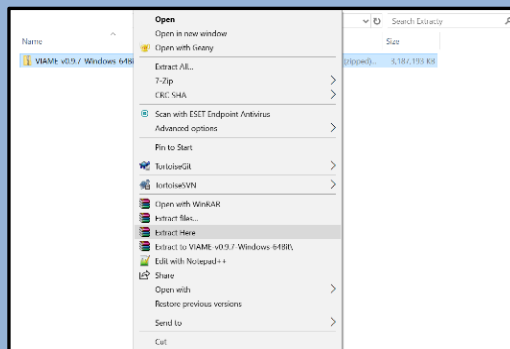 Search Extracty
Name
Size
VIAME-v0.9.7-Windows-64Bi
(zipped)..
3,187,193 KB
Open
Open in new window
Open with Geany
Extract All...
7-Zip
CRC SHA
Scan with ESET Endpoint Antivirus
Advanced options
Pin to Start
TortoiseGit
TortoiseSVN
Open with WinRAR
Extract files...
Extract Here
Extract to VIAME-v0.9.7-Windows-64Bit\
Edit with Notepad++
Share
Open with
Restore previous versions
Send to
Cut